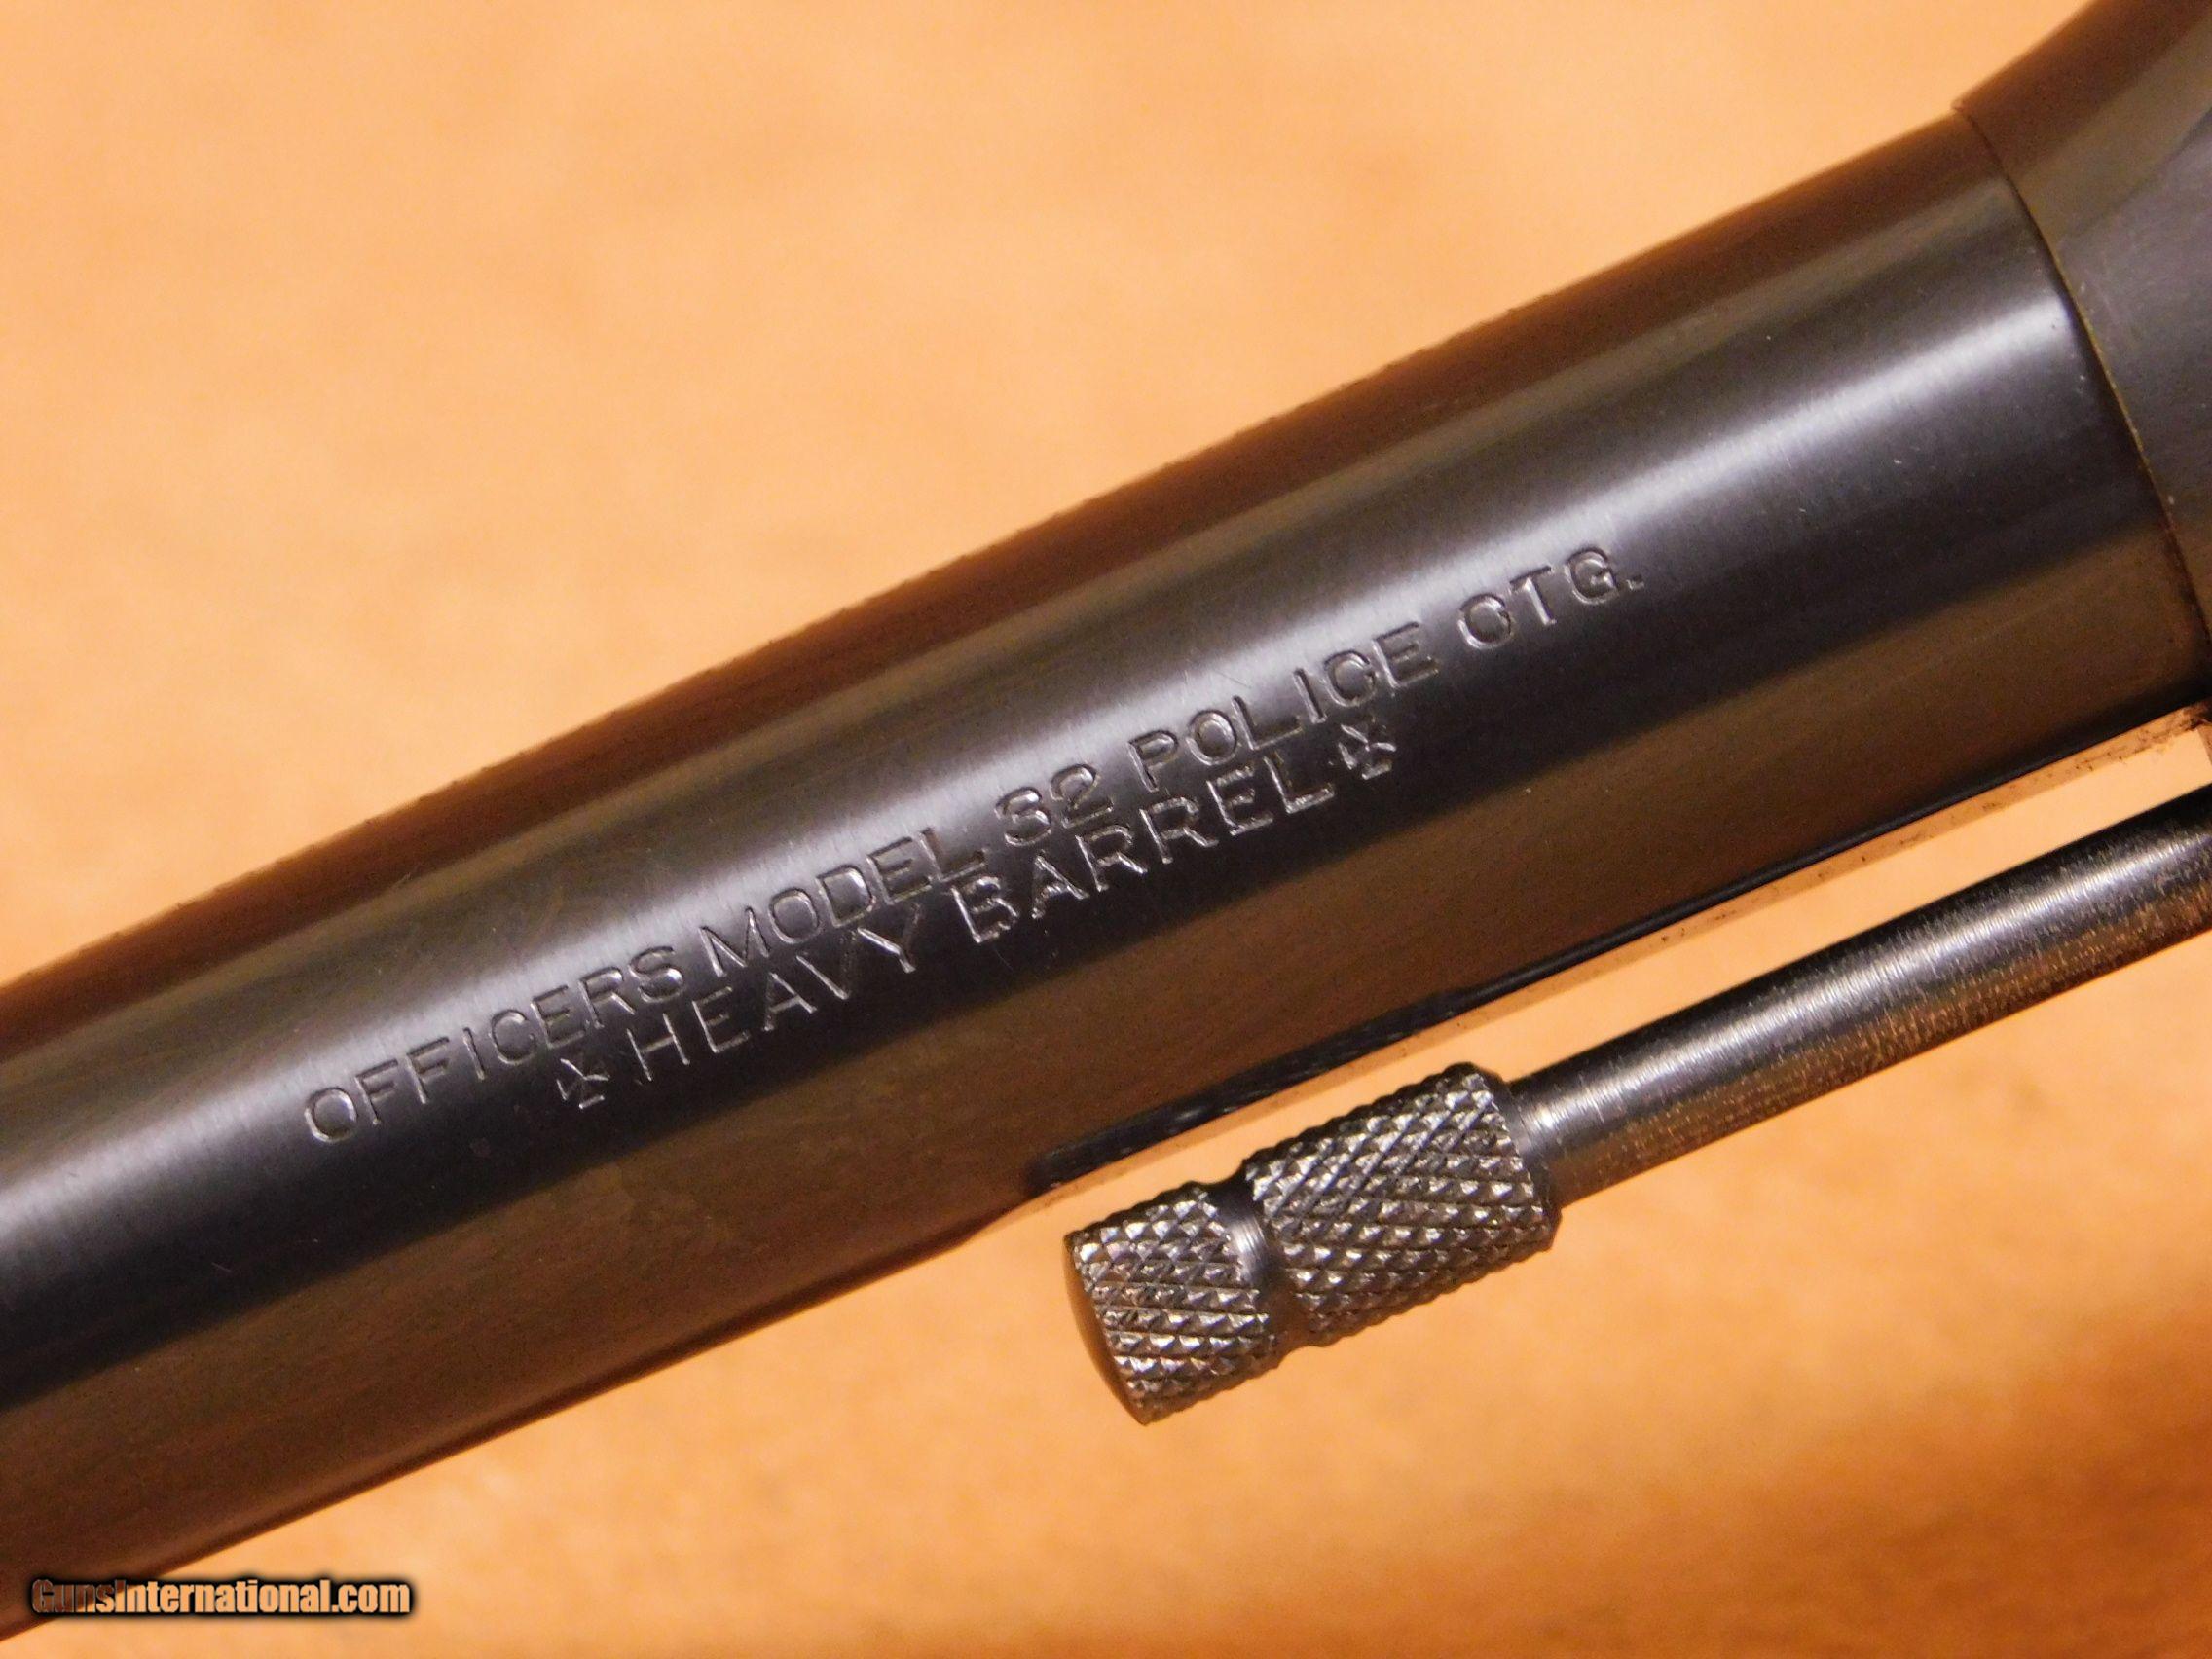 OFFICERS MODEL 32 POLICE CTG.
HEAVY BARREL
GunsInternational.com